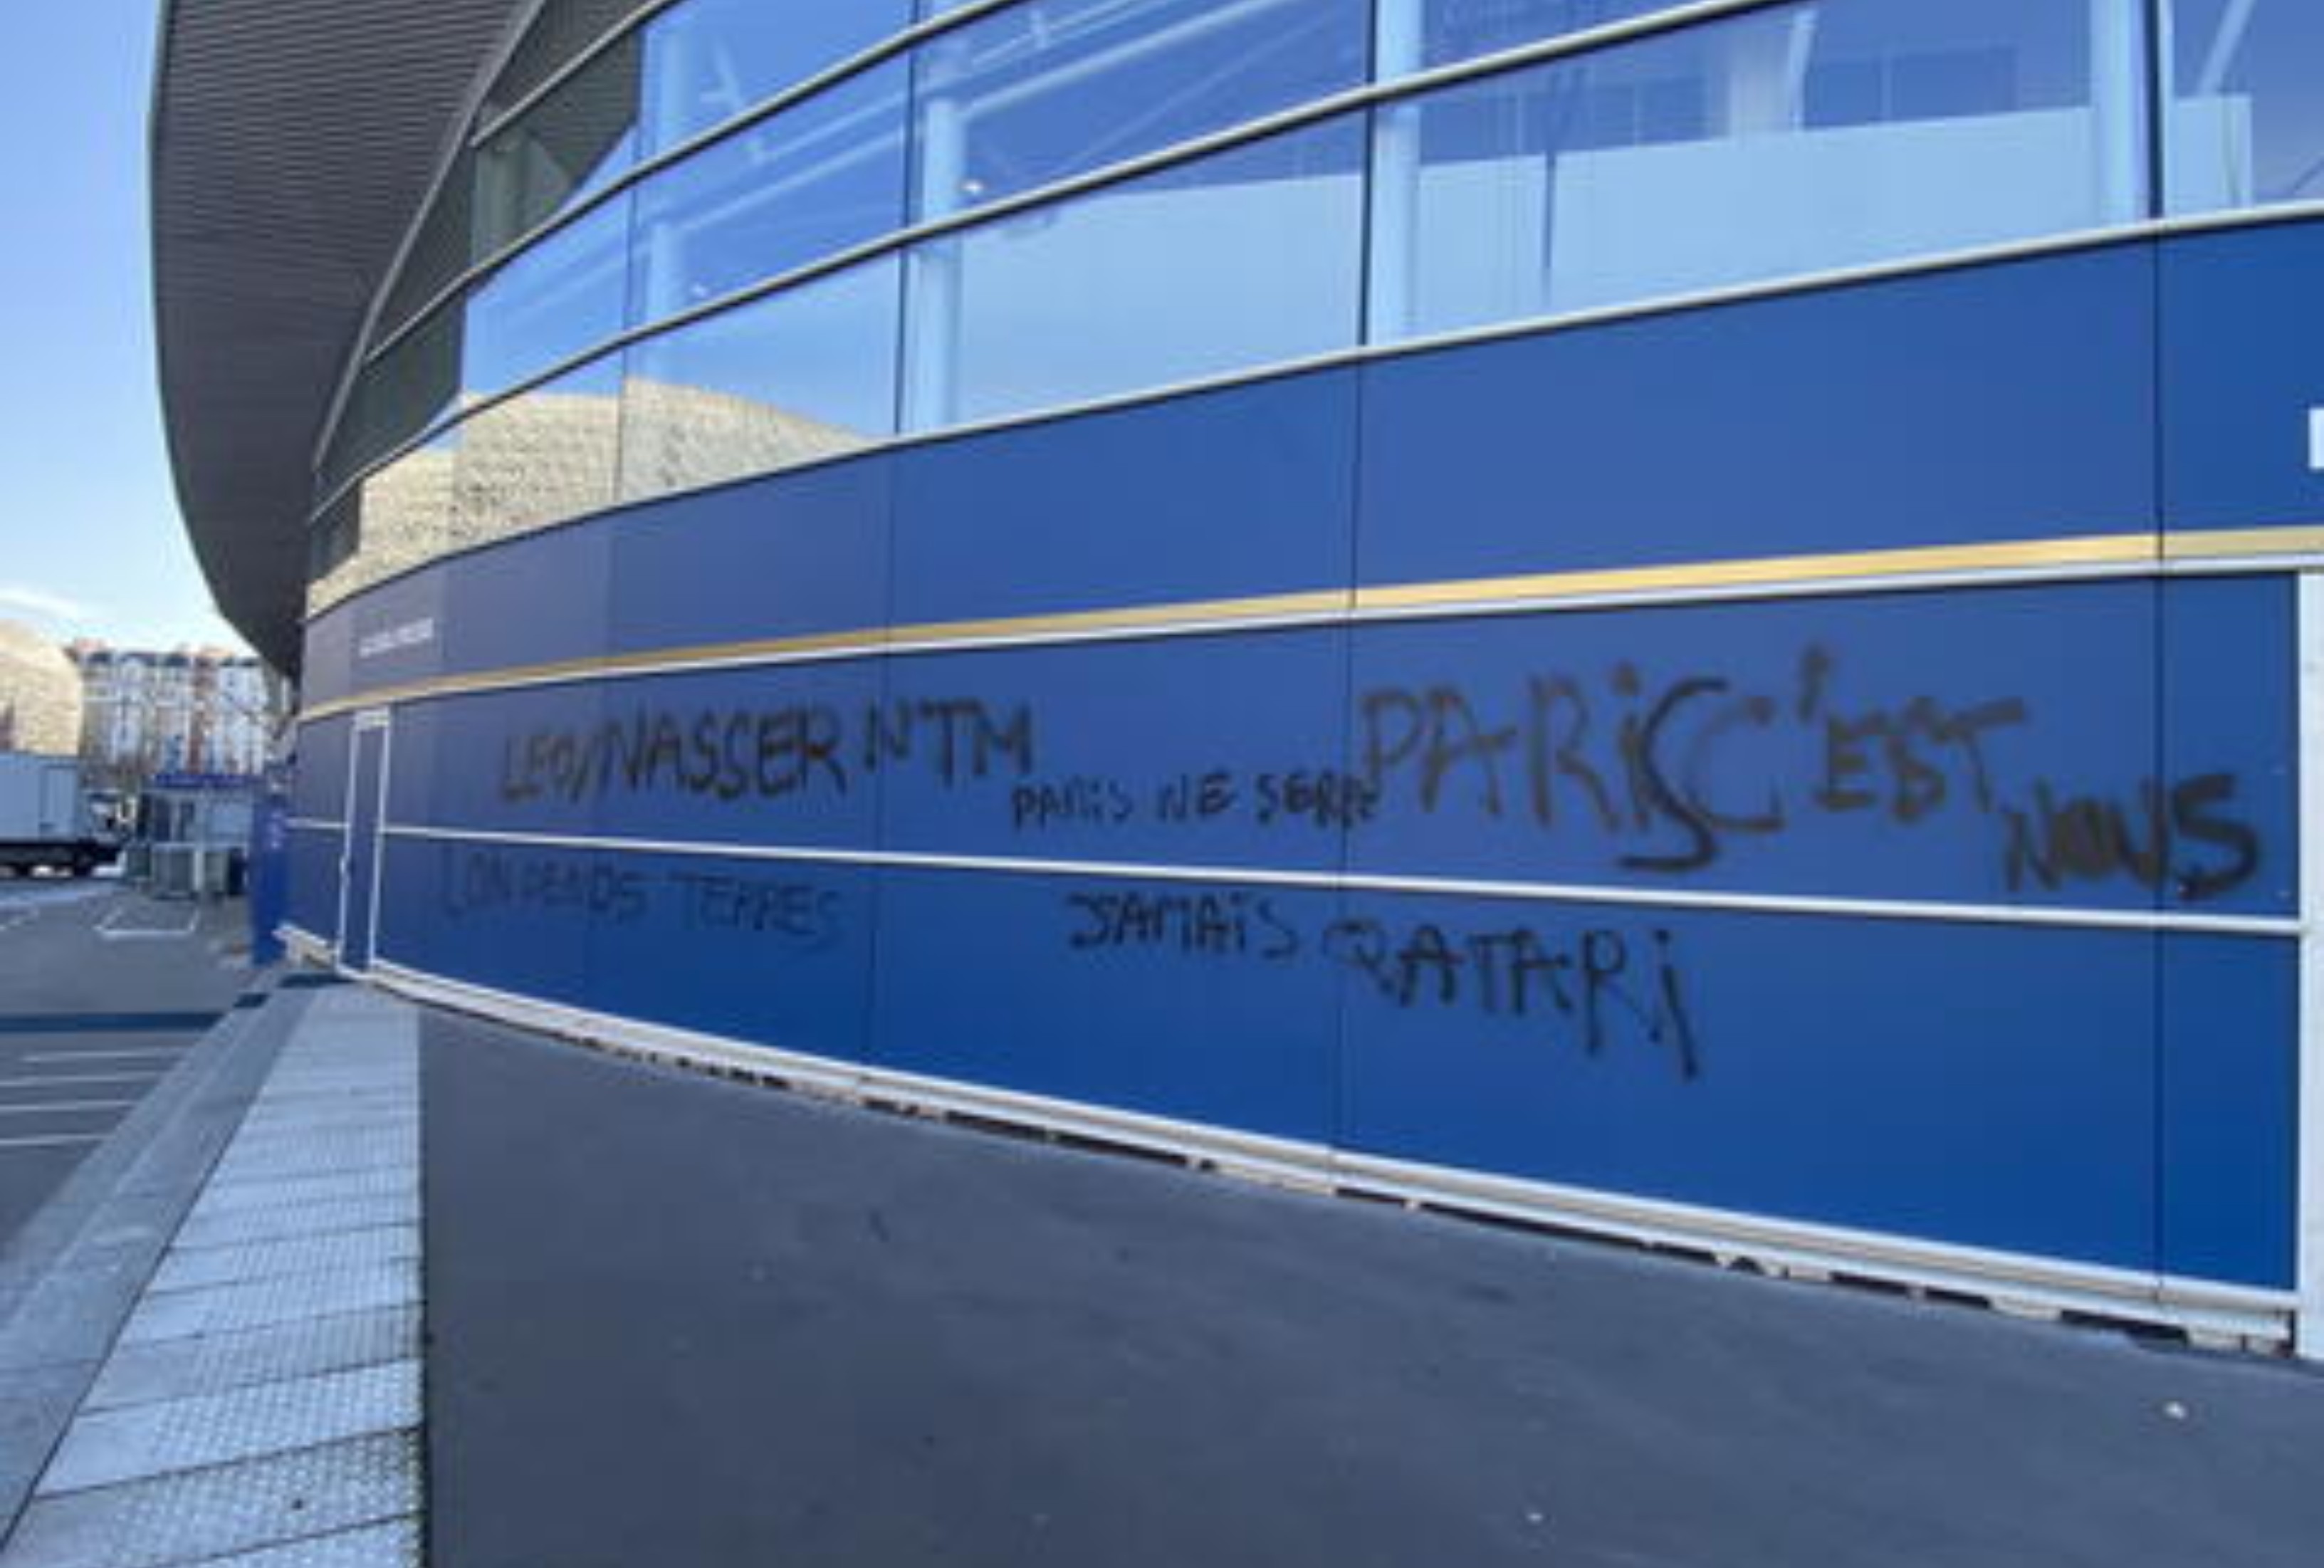 LEO/NASSER NTM
PARIS NE SERA
JAMAIS QATARI
PARIS C'EST
NOUS